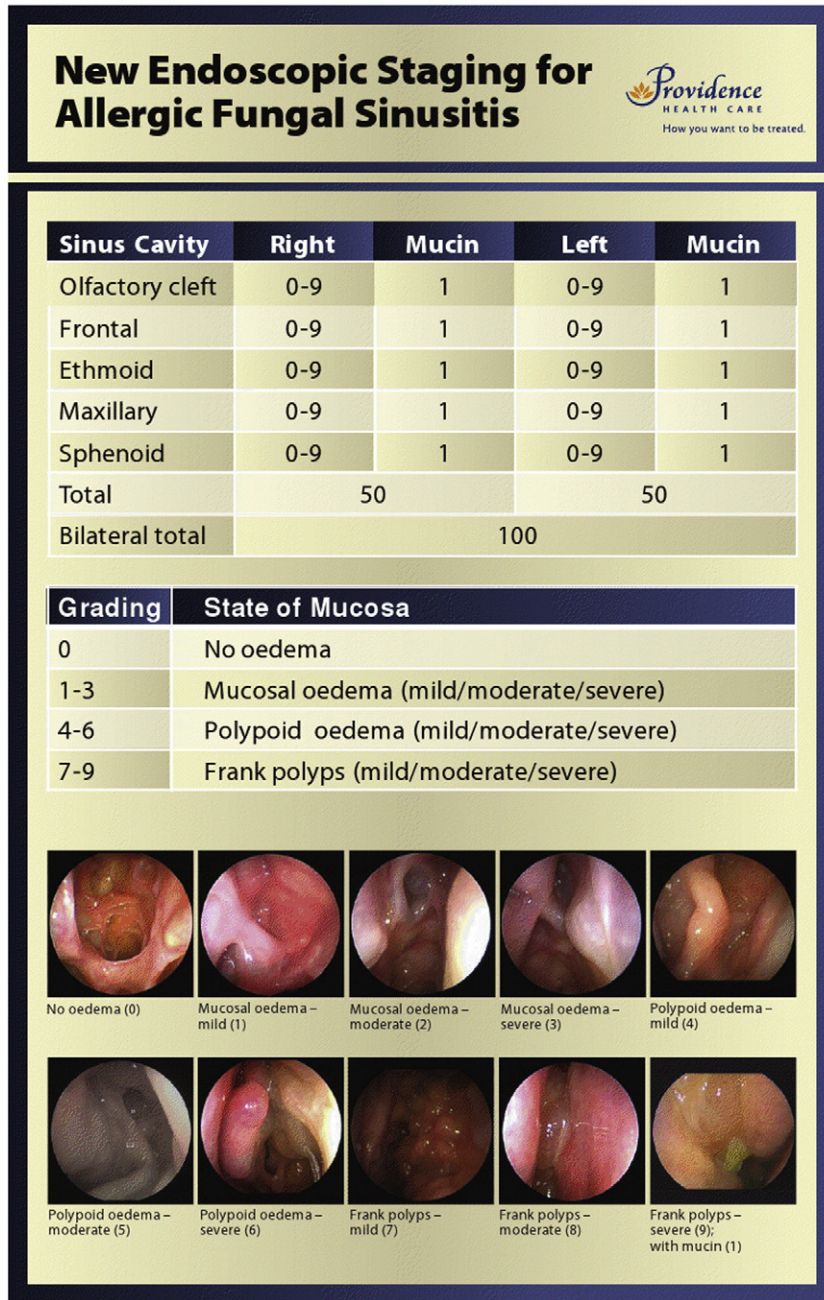 New Endoscopic Staging for
Allergic Fungal Sinusitis
Providence
HEALTH CARE
How you want to be treated.
Sinus Cavity Right Mucin Left Mucin
Olfactory cleft 0-9 1 0-9 1
Frontal 0-9 1 0-9 1
Ethmoid 0-9 1 0-9 1
Maxillary 0-9 1 0-9 1
Sphenoid 0-9 1 0-9 1
Total 50 50
Bilateral total 100
Grading State of Mucosa
0 No oedema
1-3 Mucosal oedema (mild/moderate/severe)
4-6 Polypoid oedema (mild/moderate/severe)
7-9 Frank polyps (mild/moderate/severe)
No oedema (0)
Mucosal oedema –
mild (1)
Mucosal oedema –
moderate (2)
Mucosal oedema –
severe (3)
Polypoid oedema –
mild (4)
Polypoid oedema –
moderate (5)
Polypoid oedema –
severe (6)
Frank polyps –
mild (7)
Frank polyps –
moderate (8)
Frank polyps –
severe (9);
with mucin (1)